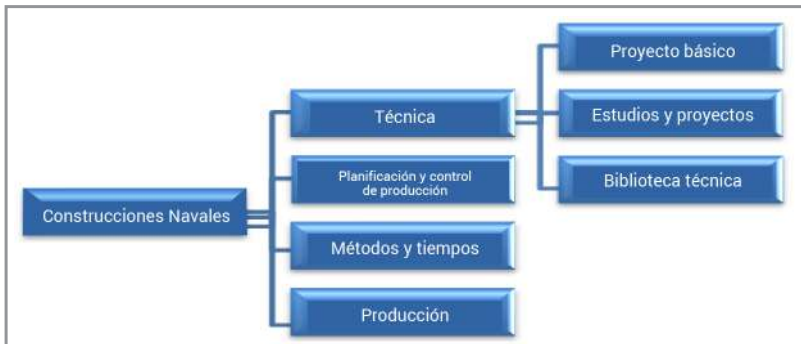 Proyecto básico
Técnica
Estudios y proyectos
Planificación y control
de producción
Biblioteca técnica
Construcciones Navales
Métodos y tiempos
Producción